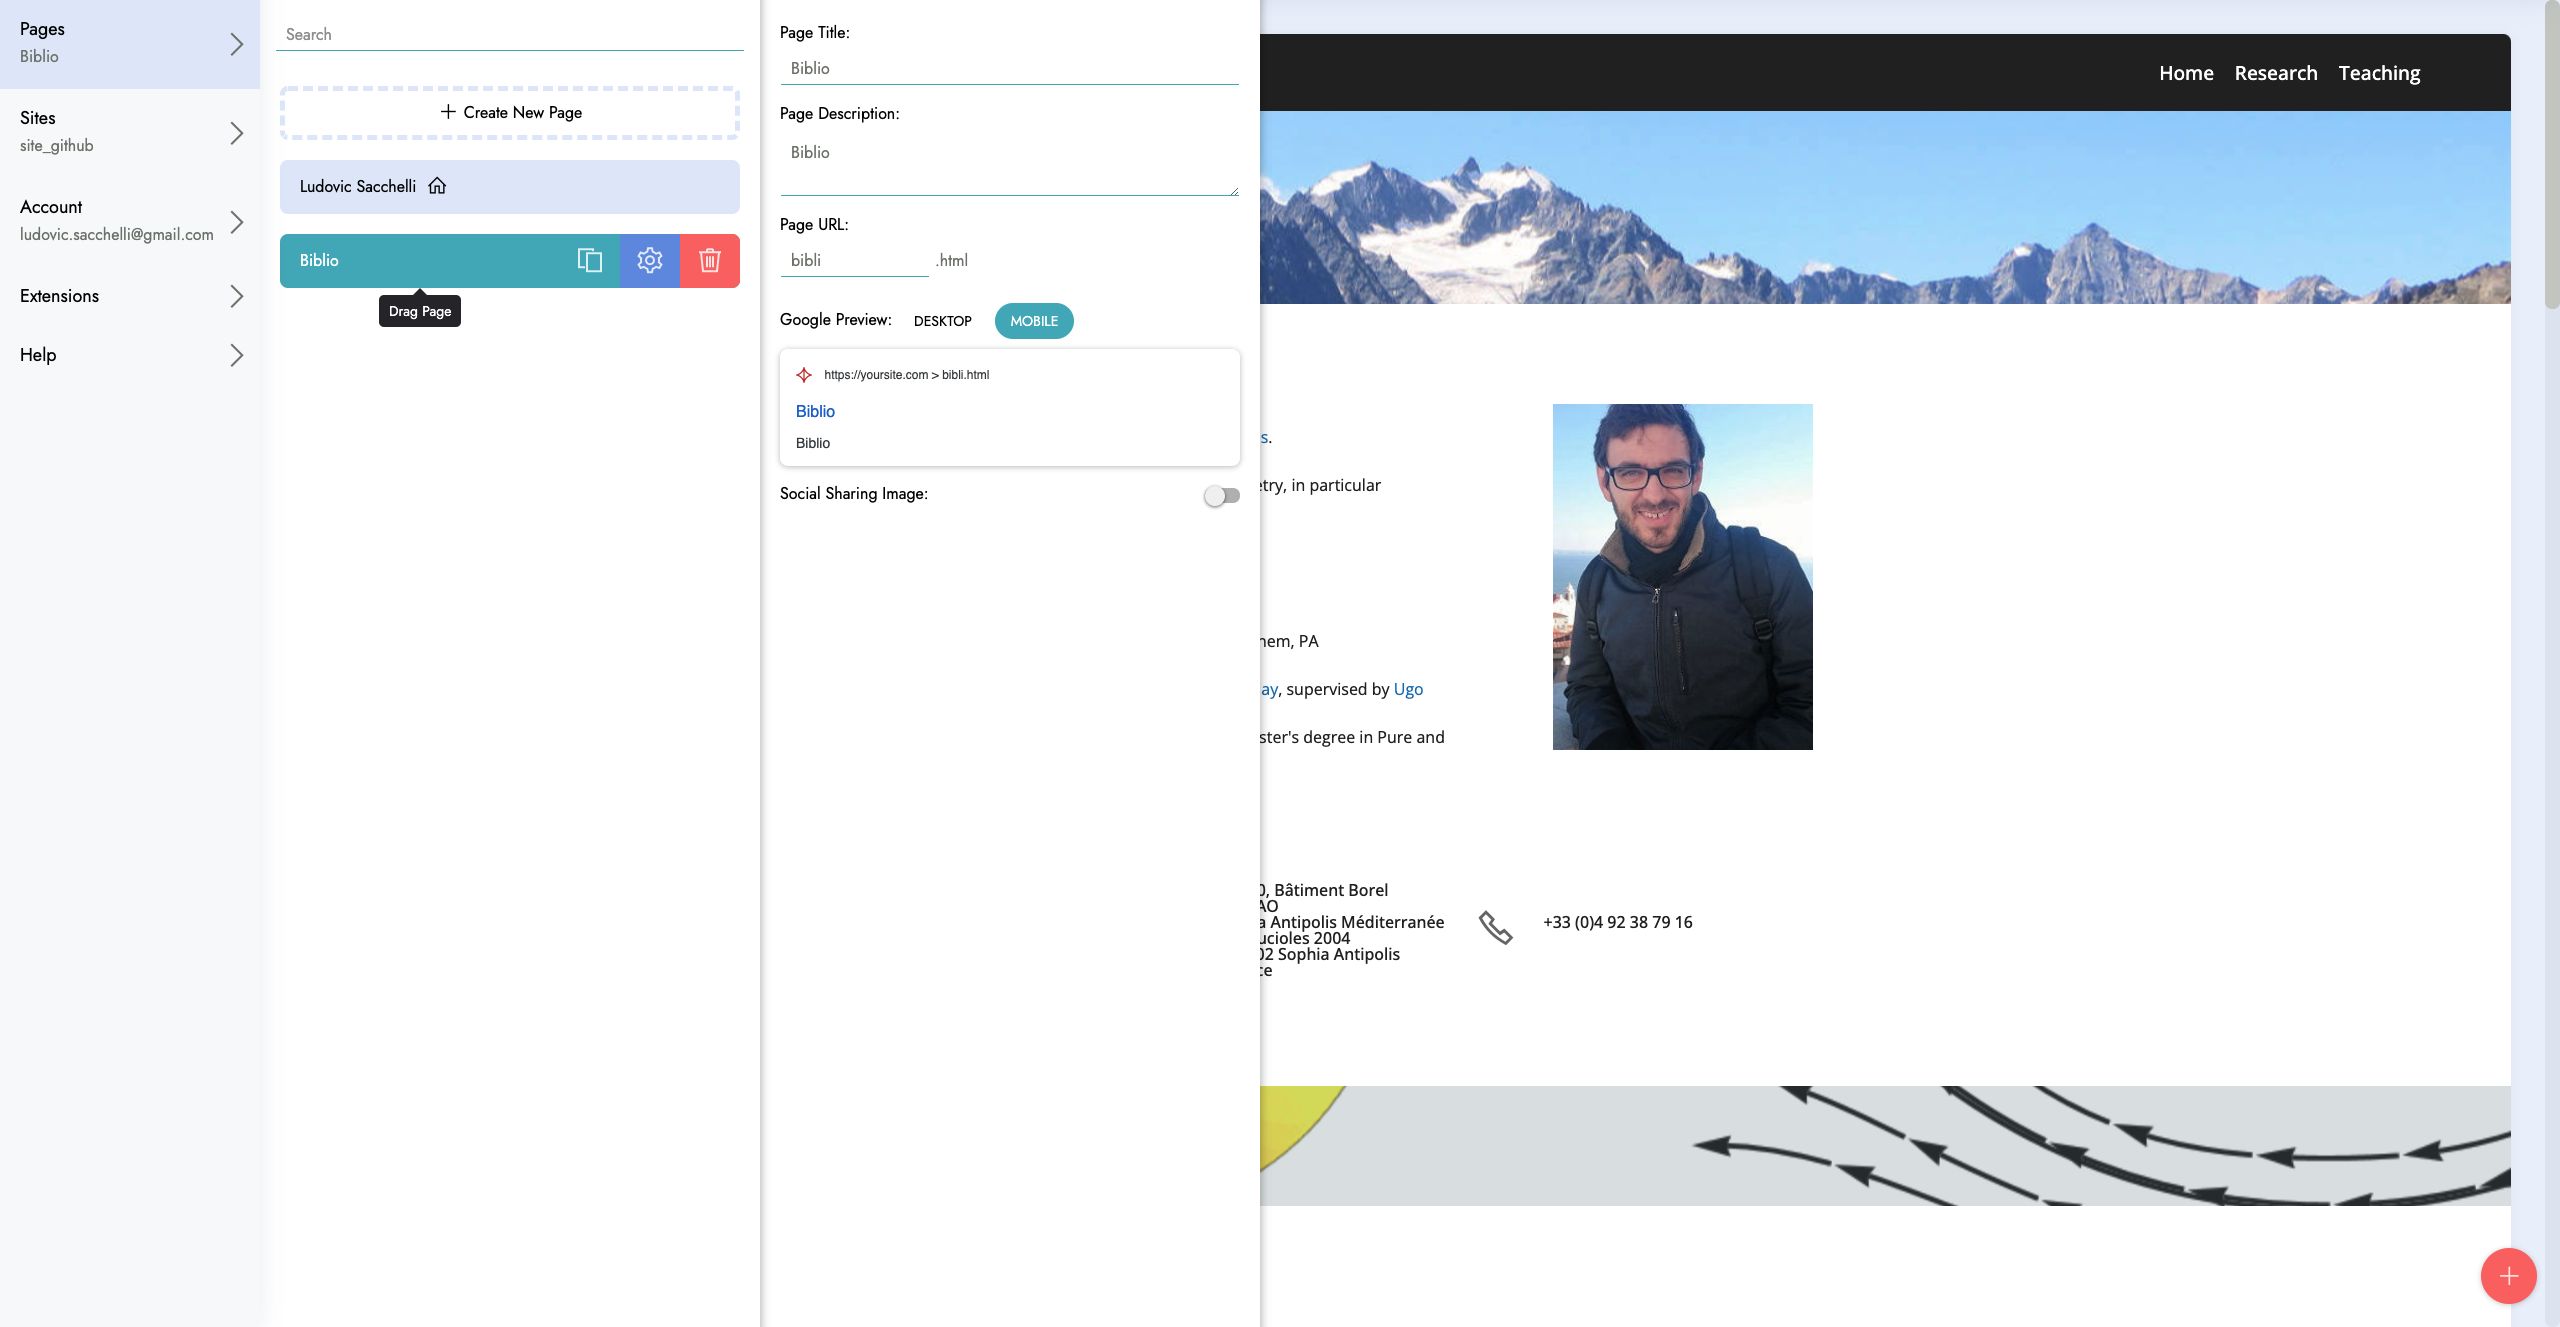 Pages
Biblio
Sites
site_github
Account
ludovic.sacchelli@gmail.com
Extensions
Help
Search
Create New Page
Ludovic Sacchelli
Biblio
Drag Page
Page Title:
Biblio
Page Description:
Biblio
Page URL:
bibli .html
Google Preview: DESKTOP MOBILE
https://yoursite.com > bibli.html
Biblio
Biblio
Social Sharing Image:
Home Research Teaching
s.
etry, in particular
hem, PA
ay, supervised by Ugo
ster's degree in Pure and
0, Bâtiment Borel
AO
a Antipolis Méditerranée
ucioles 2004
02 Sophia Antipolis
ce
+33 (0)4 92 38 79 16